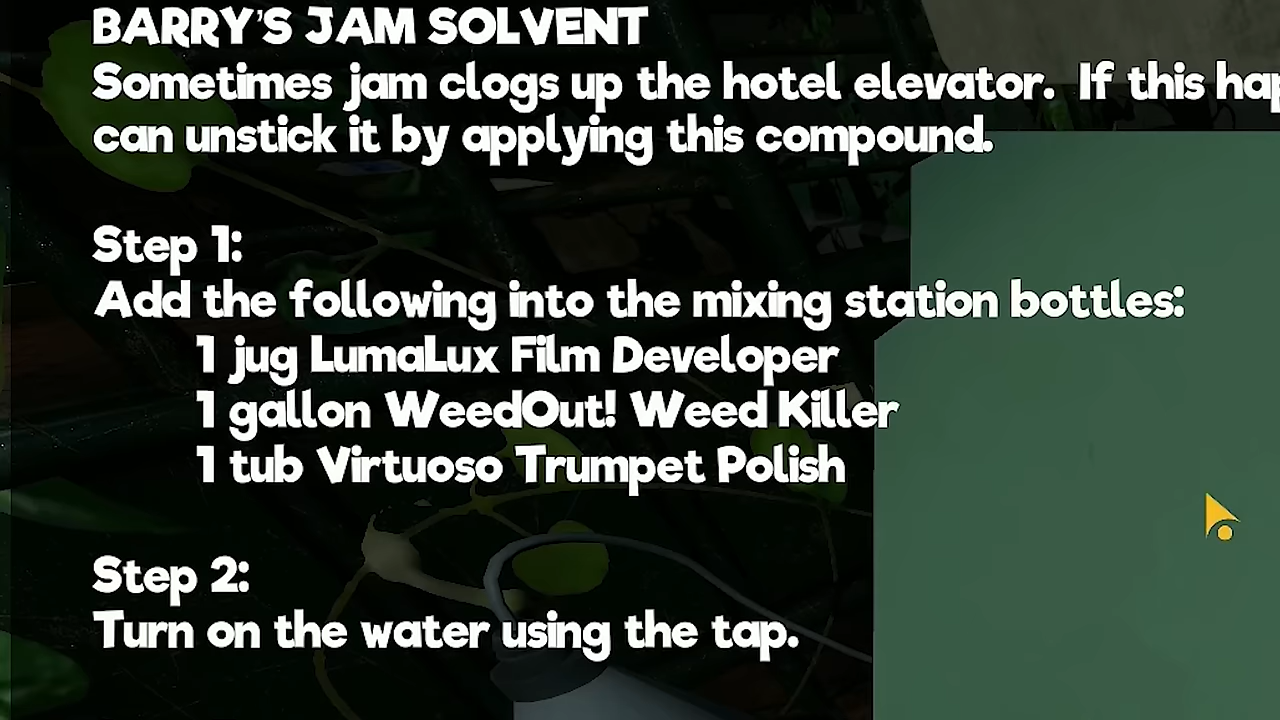 BARRY'S JAM SOLVENT
Sometimes jam clogs up the hotel elevator. If this
can unstick it by applying this compound.
Step 1:
Add the following into the mixing station bottles:
1 jug LumaLux Film Developer
1 gallon WeedOut! Weed Killer
1 tub Virtuoso Trumpet Polish
Step 2:
Turn on the water using the tap.